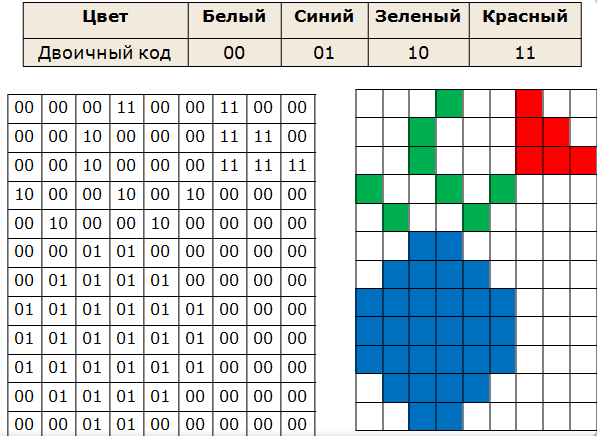 Цвет Белый Синий Зеленый Красный
Двоичный код 00 01 10 11
00 00 00 11 00 00 11 00 00
00 00 10 00 00 00 11 11 00
00 00 10 00 00 00 11 11 11
10 00 00 10 00 10 00 00 00
00 10 00 00 10 00 00 00 00
00 00 01 01 00 00 00 00 00
00 01 01 01 01 00 00 00 00
01 01 01 01 01 01 00 00 00
01 01 01 01 01 01 00 00 00
01 01 01 01 01 01 00 00 00
00 01 01 01 01 00 00 00 00
00 00 01 01 00 00 00 00 00